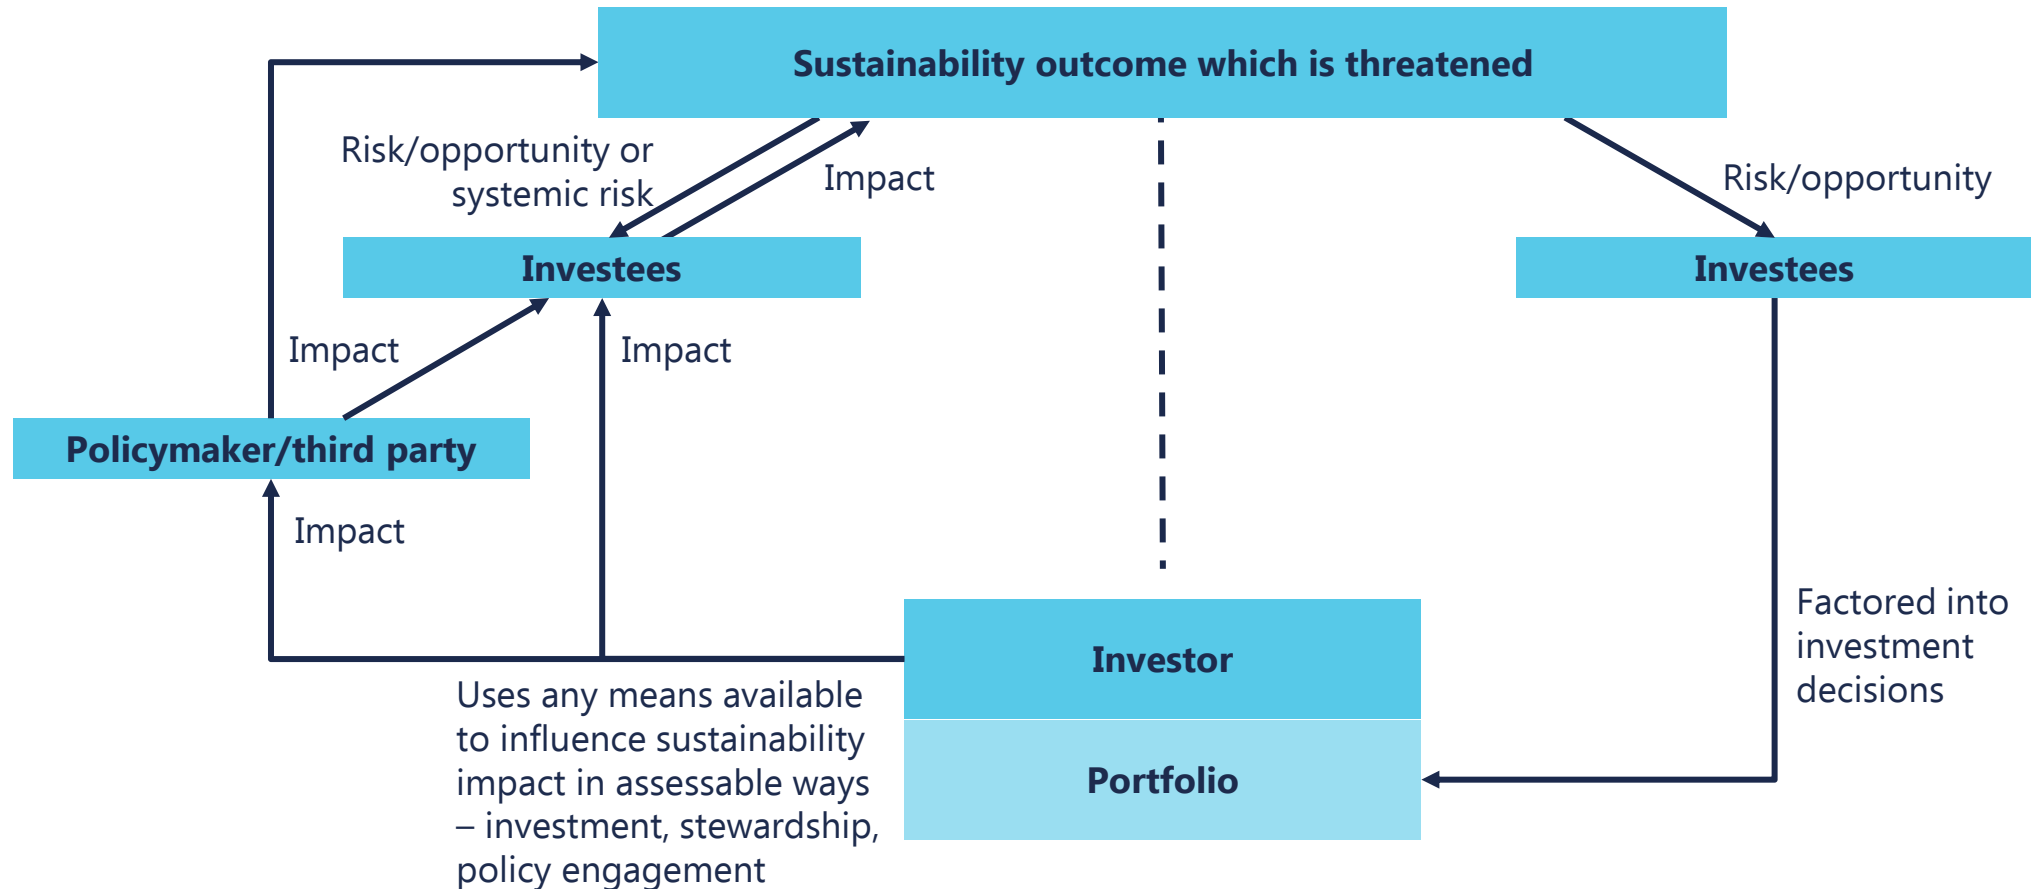 Sustainability outcome which is threatened
Risk/opportunity or
systemic risk
Impact
Risk/opportunity
Investees
Investees
Impact
Impact
Policymaker/third party
Impact
Factored into
investment
decisions
Investor
Uses any means available
to influence sustainability
impact in assessable ways
– investment, stewardship,
policy engagement
Portfolio